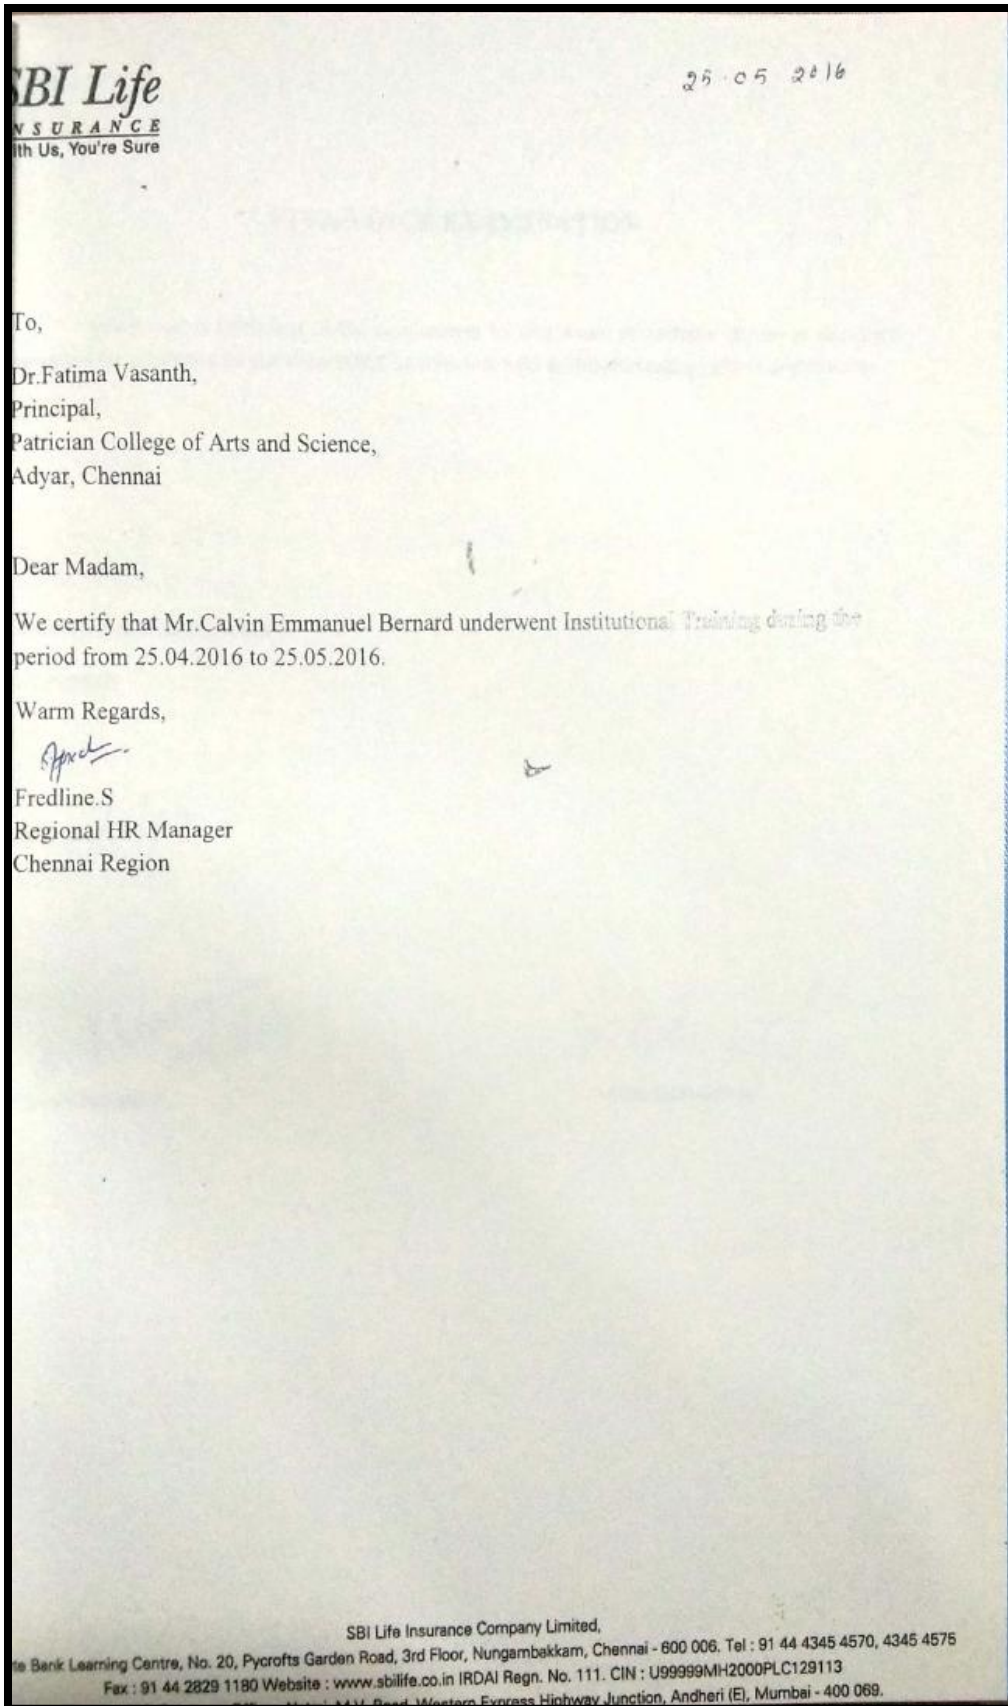 SBI Life
INSURANCE
With Us, You're Sure
25.05 2016
To,
Dr.Fatima Vasanth,
Principal,
Patrician College of Arts and Science,
Adyar, Chennai
Dear Madam,
We certify that Mr.Calvin Emmanuel Bernard underwent Institutional Training during the
period from 25.04.2016 to 25.05.2016.
Warm Regards,
Fredline.S
Regional HR Manager
Chennai Region
SBI Life Insurance Company Limited,
te Bank Learning Centre, No. 20, Pycrofts Garden Road, 3rd Floor, Nungambakkam, Chennai - 600 006. Tel : 91 44 4345 4570, 4345 4575
Fax : 91 44 2829 1180 Website : www.sbilife.co.in IRDAI Regn. No. 111. CIN : U99999MH2000PLC129113
M.V. Road, Western Express Highway Junction, Andheri (E), Mumbai - 400 069.